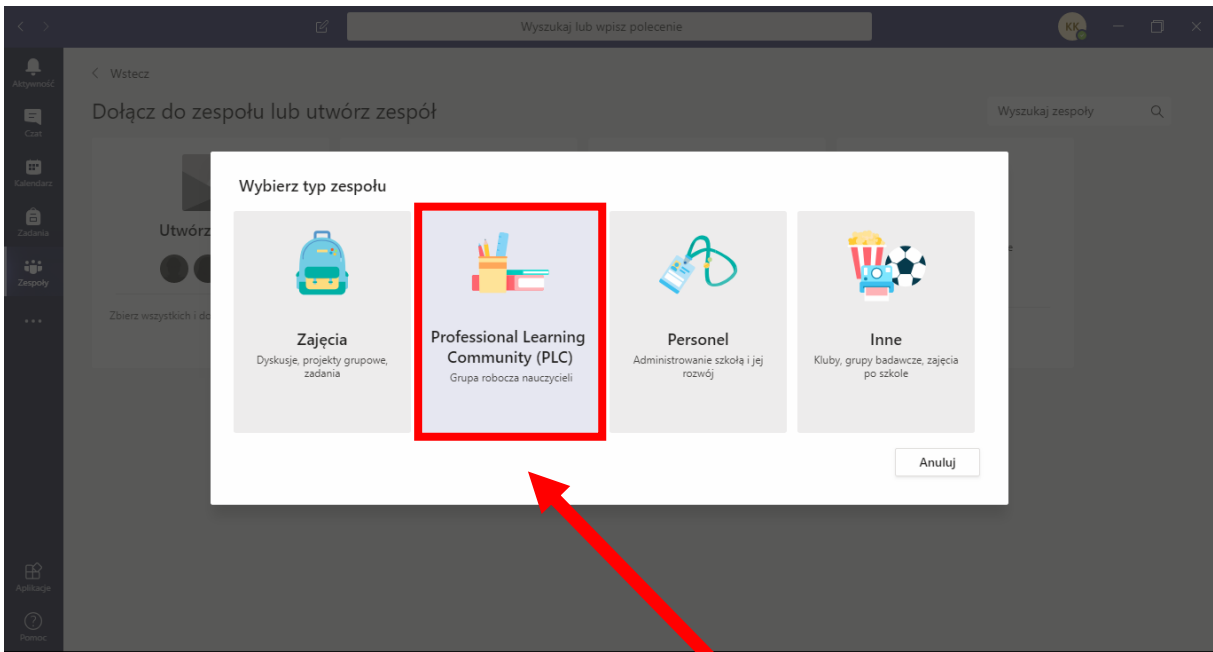 Wyszukaj lub wpisz polecenie
KK
Aktywność
Czat
Kalendarz
Zadania
Zespoły
Aplikacje
Pomoc
Wstecz
Dołącz do zespołu lub utwórz zespół
Wyszukaj zespoły
Utwórz
Zbierz wszystkich i do
e
Wybierz typ zespołu
Zajęcia
Dyskusje, projekty grupowe,
zadania
Professional Learning
Community (PLC)
Grupa robocza nauczycieli
Personel
Administrowanie szkołą i jej
rozwój
Inne
Kluby, grupy badawcze, zajęcia
po szkole
Anuluj